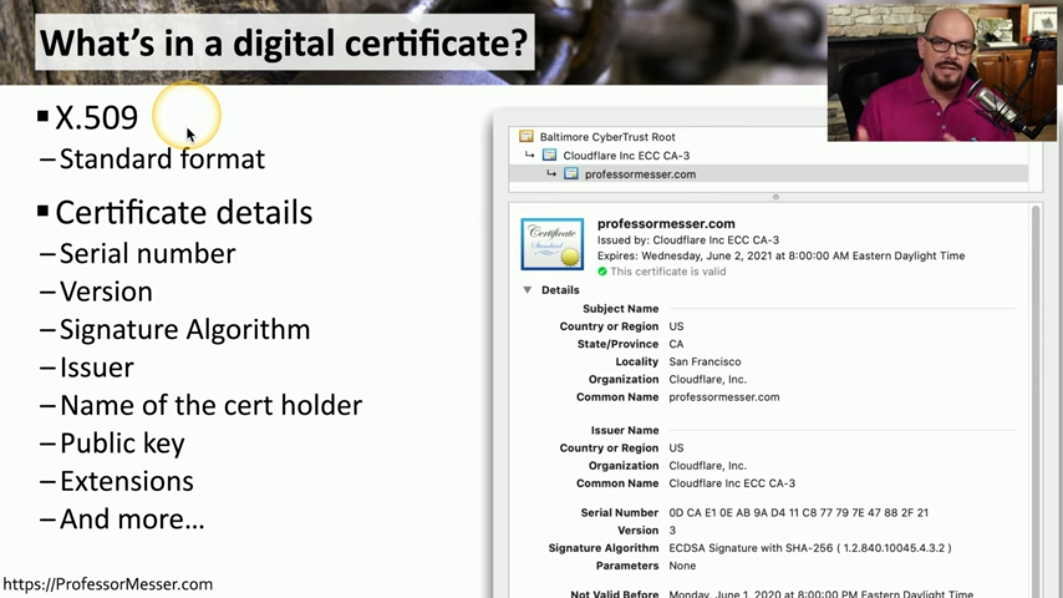 What's in a digital certificate?
▪ X.509
– Standard format
▪ Certificate details
– Serial number
– Version
– Signature Algorithm
– Issuer
– Name of the cert holder
– Public key
– Extensions
– And more...
https://ProfessorMesser.com
Baltimore CyberTrust Root
Cloudflare Inc ECC CA-3
professormesser.com
Certificate
Standard
professormesser.com
Issued by: Cloudflare Inc ECC CA-3
Expires: Wednesday, June 2, 2021 at 8:00:00 AM Eastern Daylight Time
This certificate is valid
Details
Subject Name
Country or Region US
State/Province CA
Locality San Francisco
Organization Cloudflare, Inc.
Common Name professormesser.com
Issuer Name
Country or Region US
Organization Cloudflare, Inc.
Common Name Cloudflare Inc ECC CA-3
Serial Number 0D CA E1 0E AB 9A D4 11 C8 77 79 7E 47 88 2F 21
Version 3
Signature Algorithm ECDSA Signature with SHA-256 ( 1.2.840.10045.4.3.2 )
Parameters None
Not Valid Before Monday, June 1, 2020 at 8:00:00 PM Eastern Daylight Time